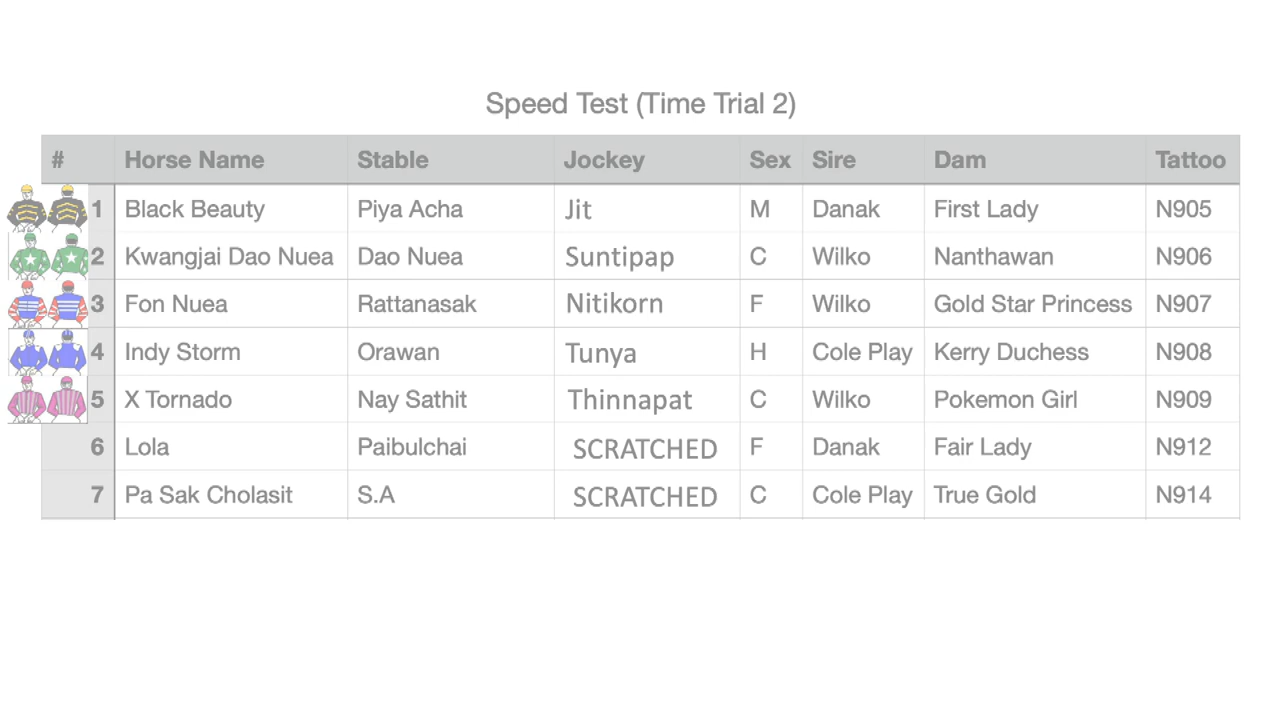 Speed Test (Time Trial 2)
# Horse Name Stable Jockey Sex Sire Dam Tattoo
1 Black Beauty Piya Acha Jit M Danak First Lady N905
2 Kwangjai Dao Nuea Dao Nuea Suntipap C Wilko Nanthawan N906
3 Fon Nuea Rattanasak Nitikorn F Wilko Gold Star Princess N907
4 Indy Storm Orawan Tunya H Cole Play Kerry Duchess N908
5 X Tornado Nay Sathit Thinnapat C Wilko Pokemon Girl N909
6 Lola Paibulchai SCRATCHED F Danak Fair Lady N912
7 Pa Sak Cholasit S.A SCRATCHED C Cole Play True Gold N914